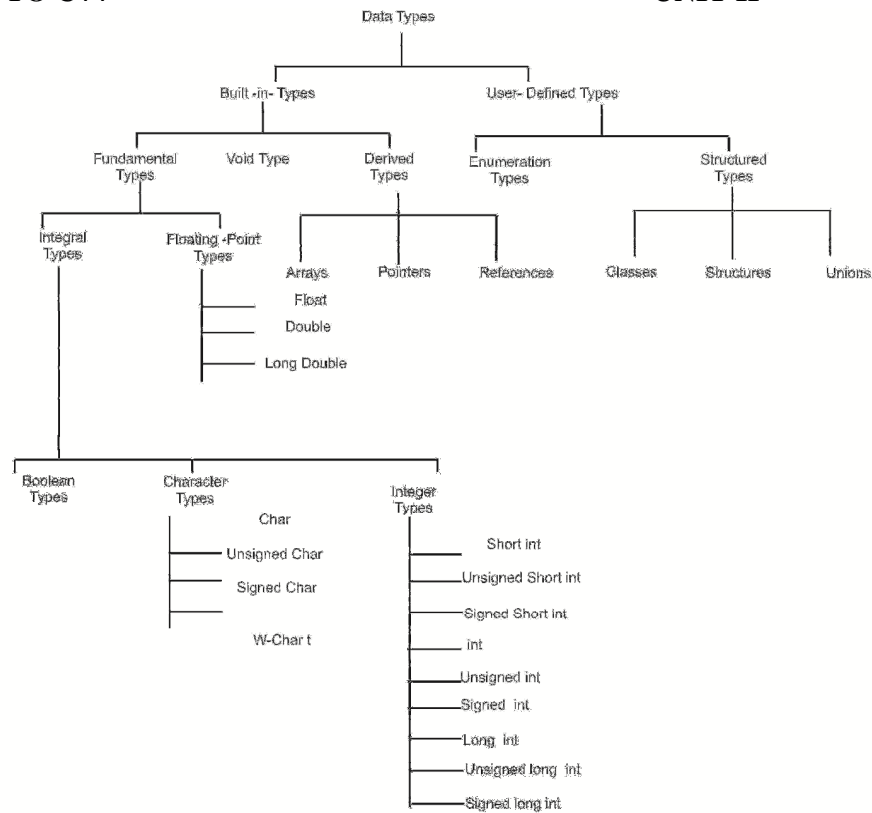 Data Types
Built -in- Types
User- Defined Types
Fundamental
Types
Void Type
Derived
Types
Enumeration
Types
Structured
Types
Integral
Types
Floating -Point
Types
Arrays
Pointers
References
Glasses
Structures
Unions
Float
Double
Long Double
Boolean
Types
Character
Types
Integer
Types
Char
Unsigned Char
Signed Char
W-Char t
Short int
Unsigned Short int
Signed Short int
int
Unsigned int
Signed int
Long int
Unsigned long int
Signed long int